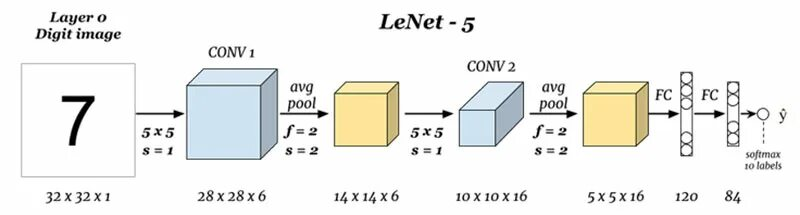 Layer 0
Digit image
LeNet - 5
7
5 x 5
s = 1
CONV 1
avg
pool
f = 2
s = 2
5 x 5
s = 1
CONV 2
avg
pool
f = 2
s = 2
FC
FC
ŷ
softmax
10 labels
32 x 32 x 1
28 x 28 x 6
14 x 14 x 6
10 x 10 x 16
5 x 5 x 16
120
84